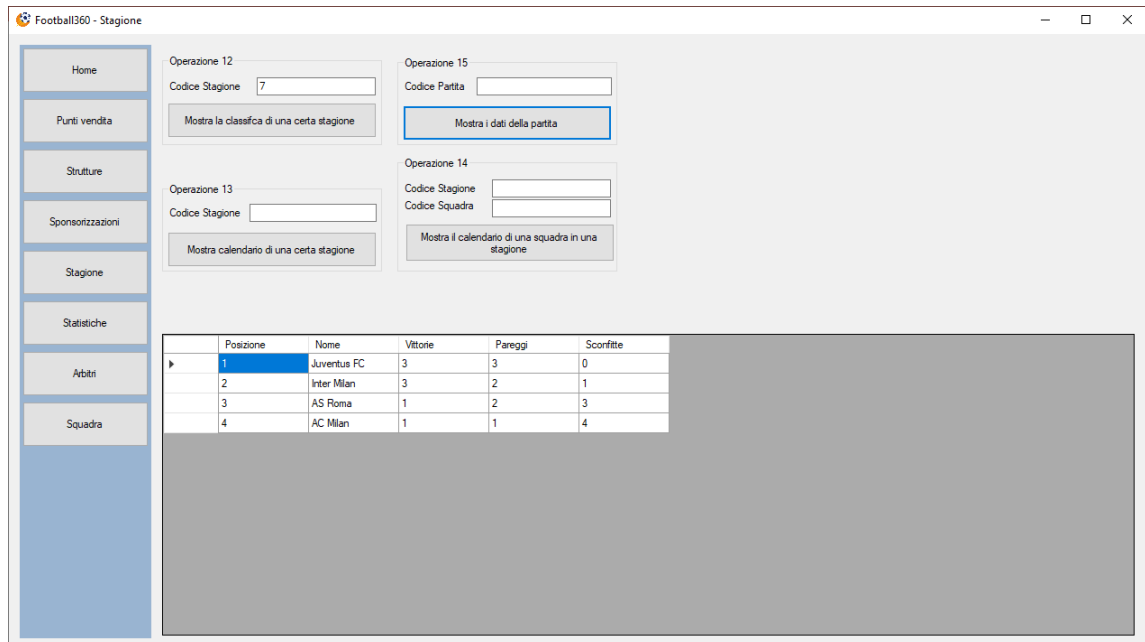 Football360 - Stagione
Home
Punti vendita
Strutture
Sponsorizzazioni
Stagione
Statistiche
Arbitri
Squadra
Operazione 12
Codice Stagione 7
Mostra la classifca di una certa stagione
Operazione 15
Codice Partita
Mostra i dati della partita
Operazione 13
Codice Stagione
Mostra calendario di una certa stagione
Operazione 14
Codice Stagione
Codice Squadra
Mostra il calendario di una squadra in una
stagione
Posizione Nome Vittorie Pareggi Sconfitte
1 Juventus FC 3 3 0
2 Inter Milan 3 2 1
3 AS Roma 1 2 3
4 AC Milan 1 1 4